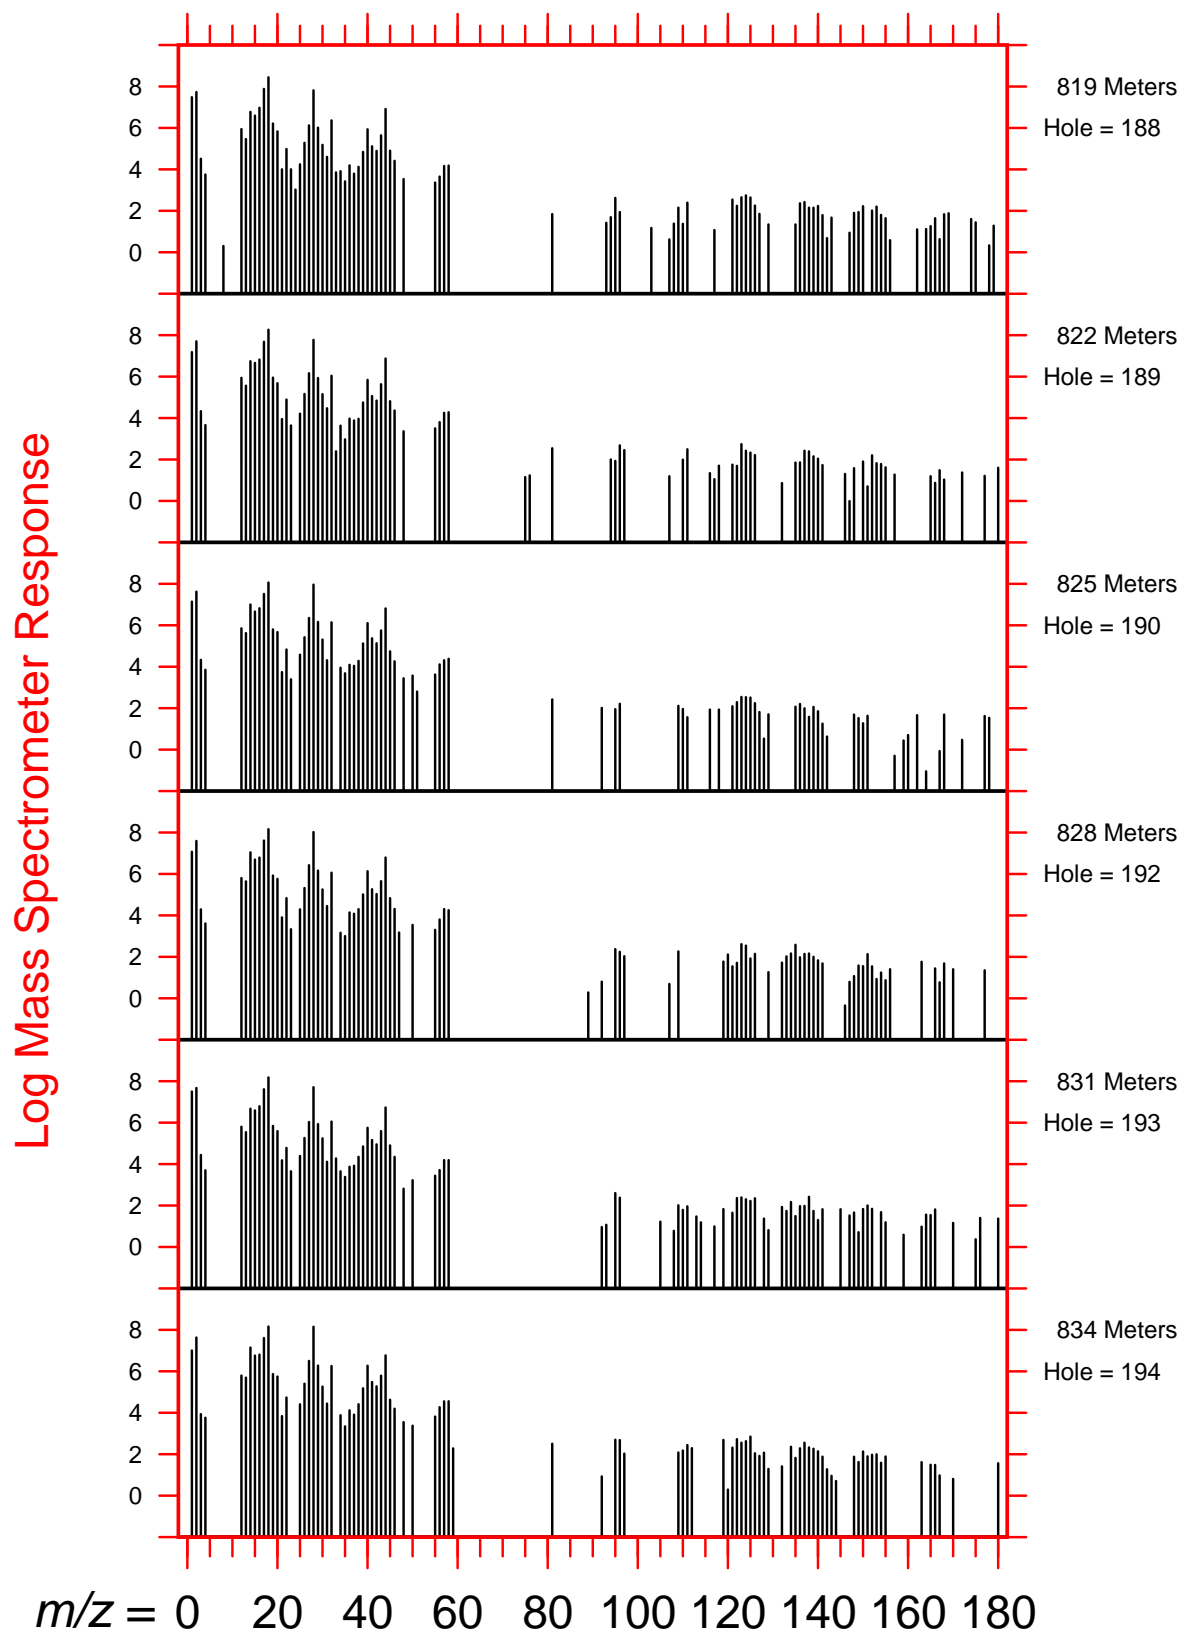 8
6
4
2
0
819 Meters
Hole = 188
8
6
4
2
0
822 Meters
Hole = 189
8
6
4
2
0
825 Meters
Hole = 190
8
6
4
2
0
828 Meters
Hole = 192
8
6
4
2
0
831 Meters
Hole = 193
8
6
4
2
0
834 Meters
Hole = 194
Log Mass Spectrometer Response
m/z = 0 20 40 60 80 100 120 140 160 180